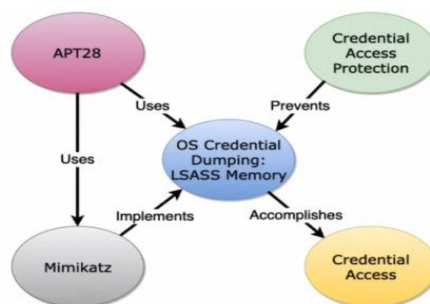 APT28
Credential
Access
Protection
Uses
Prevents
Uses
OS Credential
Dumping:
LSASS Memory
Implements
Accomplishes
Mimikatz
Credential
Access